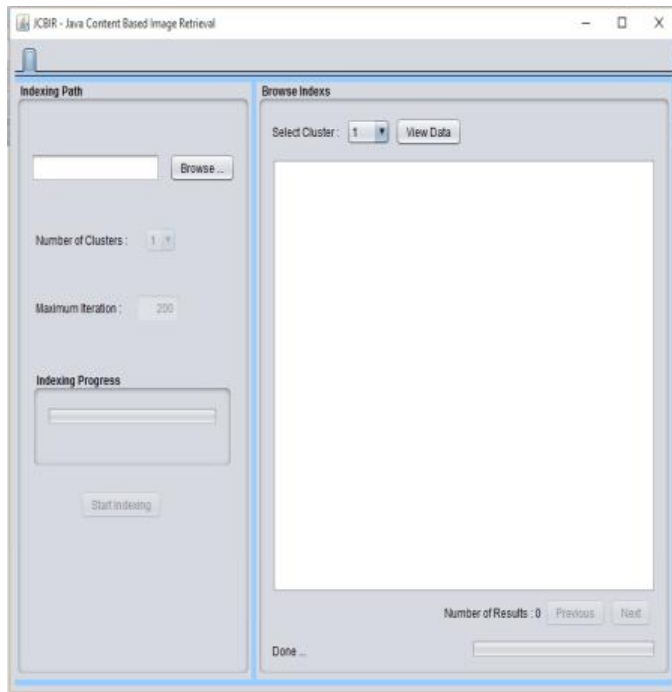 JCBIR - Java Content Based Image Retrieval
Indexing Path
Browse ...
Number of Clusters :
1
Maximum Iteration :
200
Indexing Progress
Start Indexing
Browse Indexs
Select Cluster :
1
View Data
Number of Results : 0
Previous
Next
Done ...